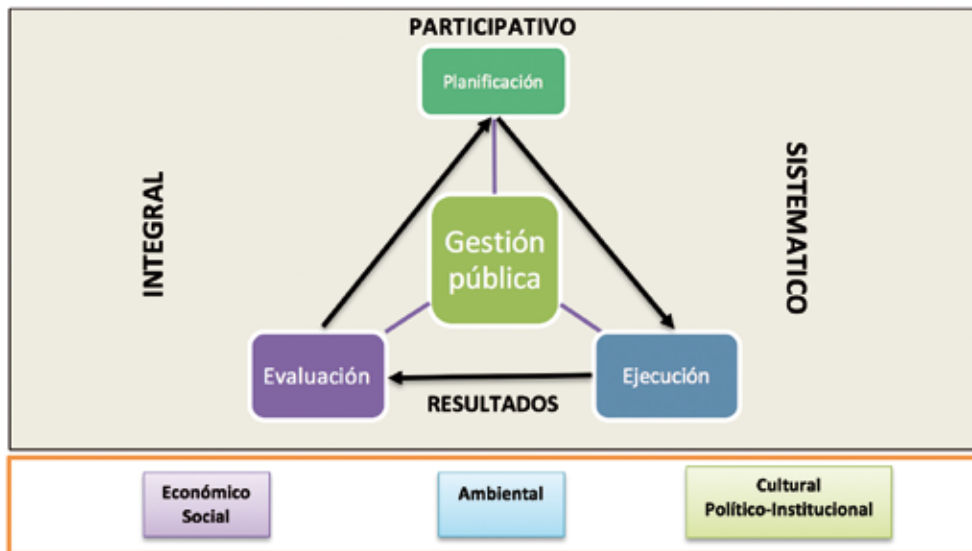 PARTICIPATIVO
Planificación
INTEGRAL
SISTEMATICO
Gestión
pública
Evaluación
Ejecución
RESULTADOS
Económico
Social
Ambiental
Cultural
Político-Institucional